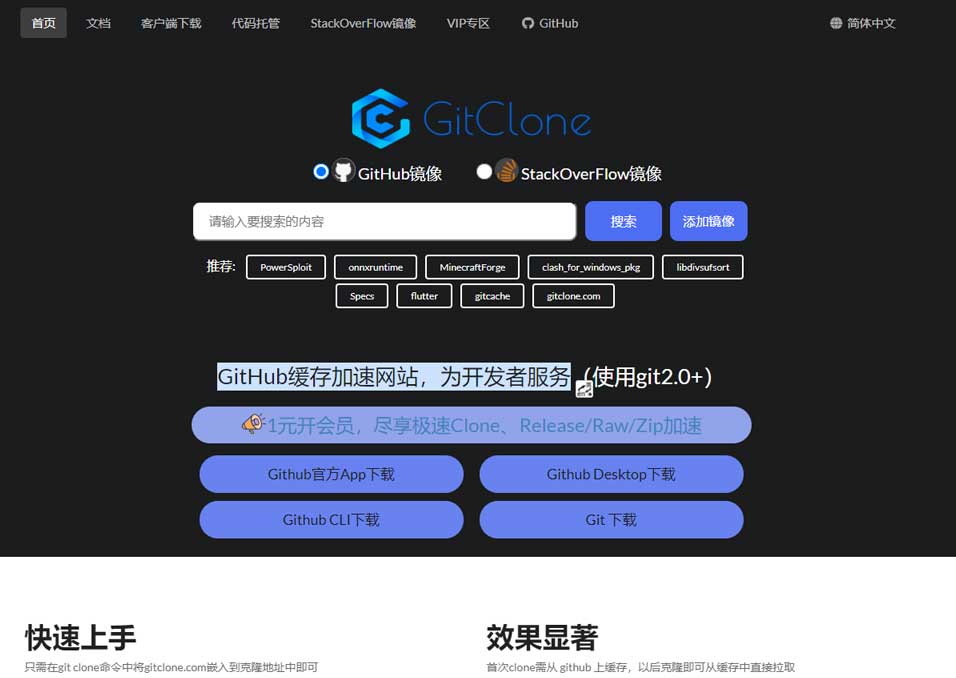 首页 文档 客户端下载 代码托管 StackOverFlow镜像 VIP专区 GitHub 简体中文
GitClone
GitHub镜像 StackOverFlow镜像
请输入要搜索的内容 搜索 添加镜像
推荐: PowerSploit onnxruntime MinecraftForge clash_for_windows_pkg libdivsufsort
Specs flutter gitcache gitclone.com
GitHub缓存加速网站，为开发者服务（使用git2.0+）
1元开会员，尽享极速Clone、Release/Raw/Zip加速
Github官方App下载 Github Desktop下载
Github CLI下载 Git 下载
快速上手 效果显著
只需在git clone命令中将gitclone.com嵌入到克隆地址中即可 首次clone需从 github 上缓存，以后克隆即可从缓存中直接拉取